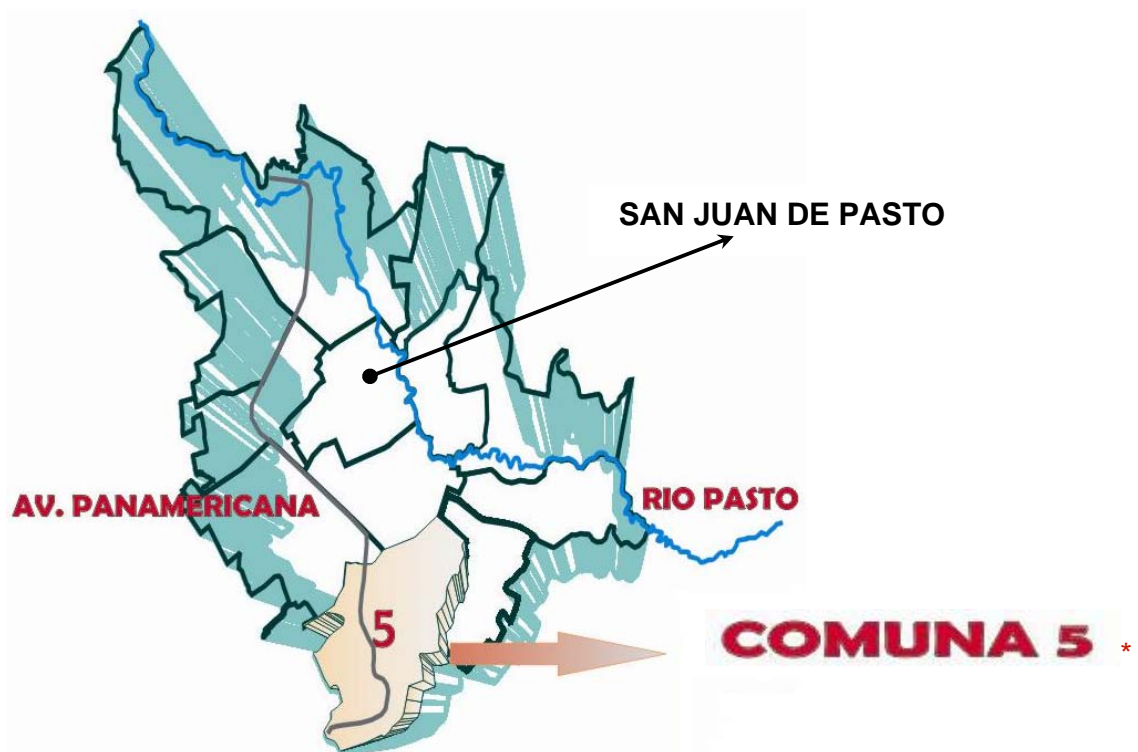 SAN JUAN DE PASTO
AV. PANAMERICANA
RIO PASTO
5
COMUNA 5 *